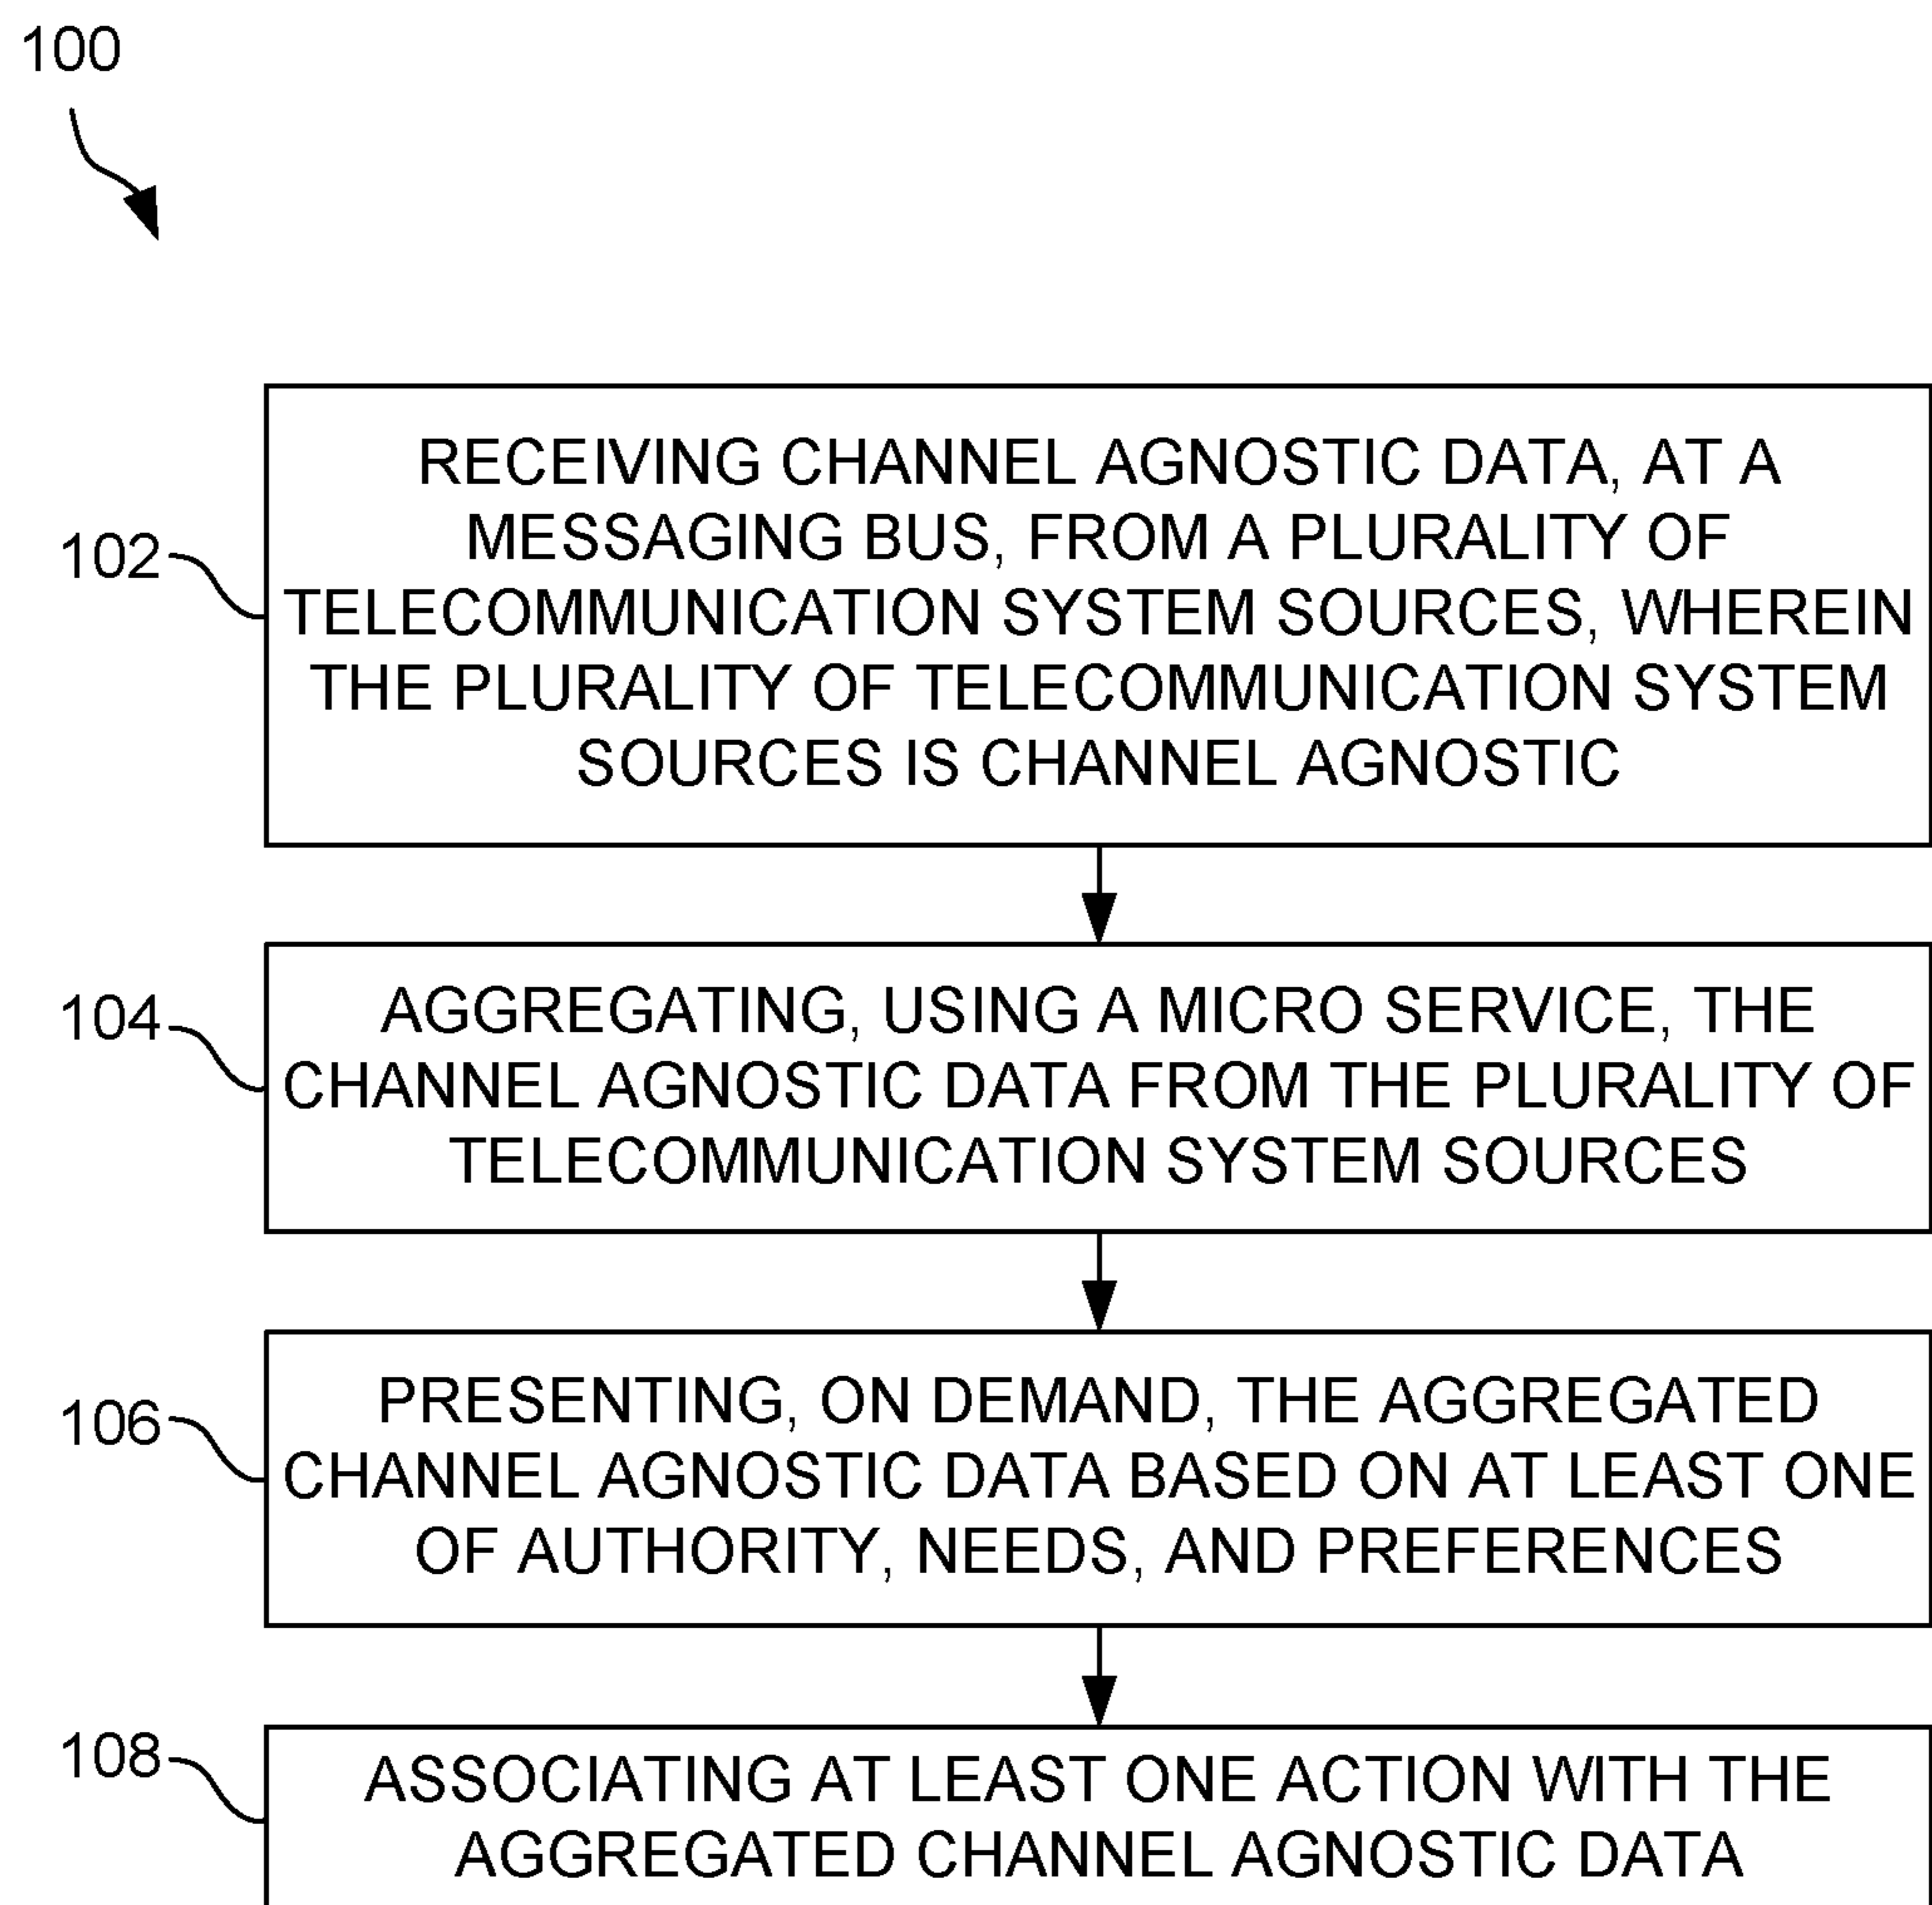 100
102
RECEIVING CHANNEL AGNOSTIC DATA, AT A
MESSAGING BUS, FROM A PLURALITY OF
TELECOMMUNICATION SYSTEM SOURCES, WHEREIN
THE PLURALITY OF TELECOMMUNICATION SYSTEM
SOURCES IS CHANNEL AGNOSTIC
104
AGGREGATING, USING A MICRO SERVICE, THE
CHANNEL AGNOSTIC DATA FROM THE PLURALITY OF
TELECOMMUNICATION SYSTEM SOURCES
106
PRESENTING, ON DEMAND, THE AGGREGATED
CHANNEL AGNOSTIC DATA BASED ON AT LEAST ONE
OF AUTHORITY, NEEDS, AND PREFERENCES
108
ASSOCIATING AT LEAST ONE ACTION WITH THE
AGGREGATED CHANNEL AGNOSTIC DATA